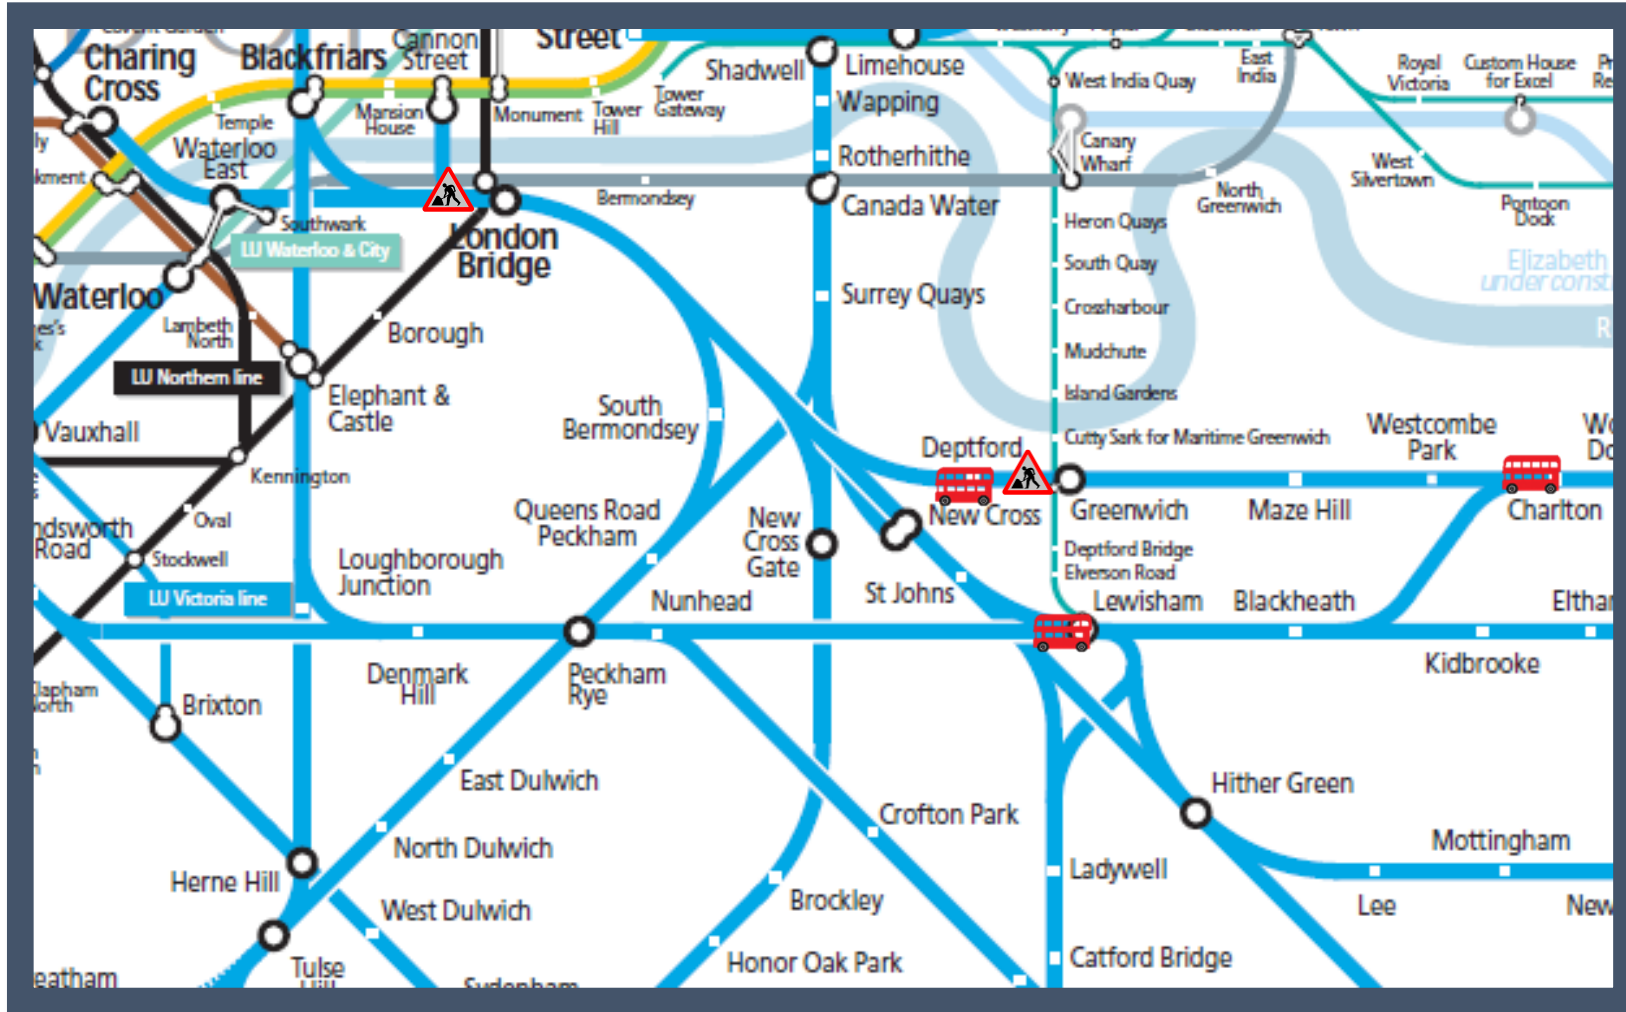 Charing
Cross
Blackfriars
Cannon
Street
Street
Shadwell
Limehouse
West India Quay
East
India
Royal
Victoria
Custom House
for Excel
Temple
Mansion
House
Monument
Tower
Hill
Tower
Gateway
Wapping
Waterloo
East
Rotherhithe
Canary
Wharf
West
Silvertown
Bermondsey
Canada Water
North
Greenwich
Pontoon
Dock
Southwark
LU Waterloo & City
London
Bridge
Heron Quays
South Quay
Elizabeth
Waterloo
Surrey Quays
Crossharbour
Lambeth
North
Borough
Mudchute
LU Northern line
Elephant &
Castle
Island Gardens
South
Bermondsey
Vauxhall
Deptford
Cutty Sark for Maritime Greenwich
Westcombe
Park
Kennington
Queens Road
Peckham
New
Cross
Gate
New Cross
Greenwich
Maze Hill
Charlton
Oval
Road
Stockwell
Loughborough
Junction
Deptford Bridge
Elverson Road
LU Victoria line
Nunhead
St Johns
Lewisham
Blackheath
Kidbrooke
Denmark
Hill
Peckham
Rye
Brixton
East Dulwich
Hither Green
Crofton Park
North Dulwich
Mottingham
Herne Hill
Ladywell
West Dulwich
Brockley
Lee
New
Tulse
Honor Oak Park
Catford Bridge